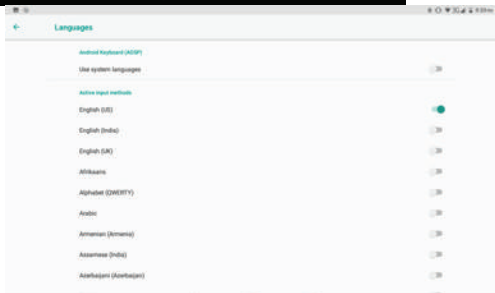 Languages
Android Keyboard (AOSP)
Use system languages
Active input methods
English (US)
English (India)
English (UK)
Afrikaans
Alphabet (QWERTY)
Arabic
Armenian (Armenia)
Assamese (India)
Azerbaijani (Azerbaijan)